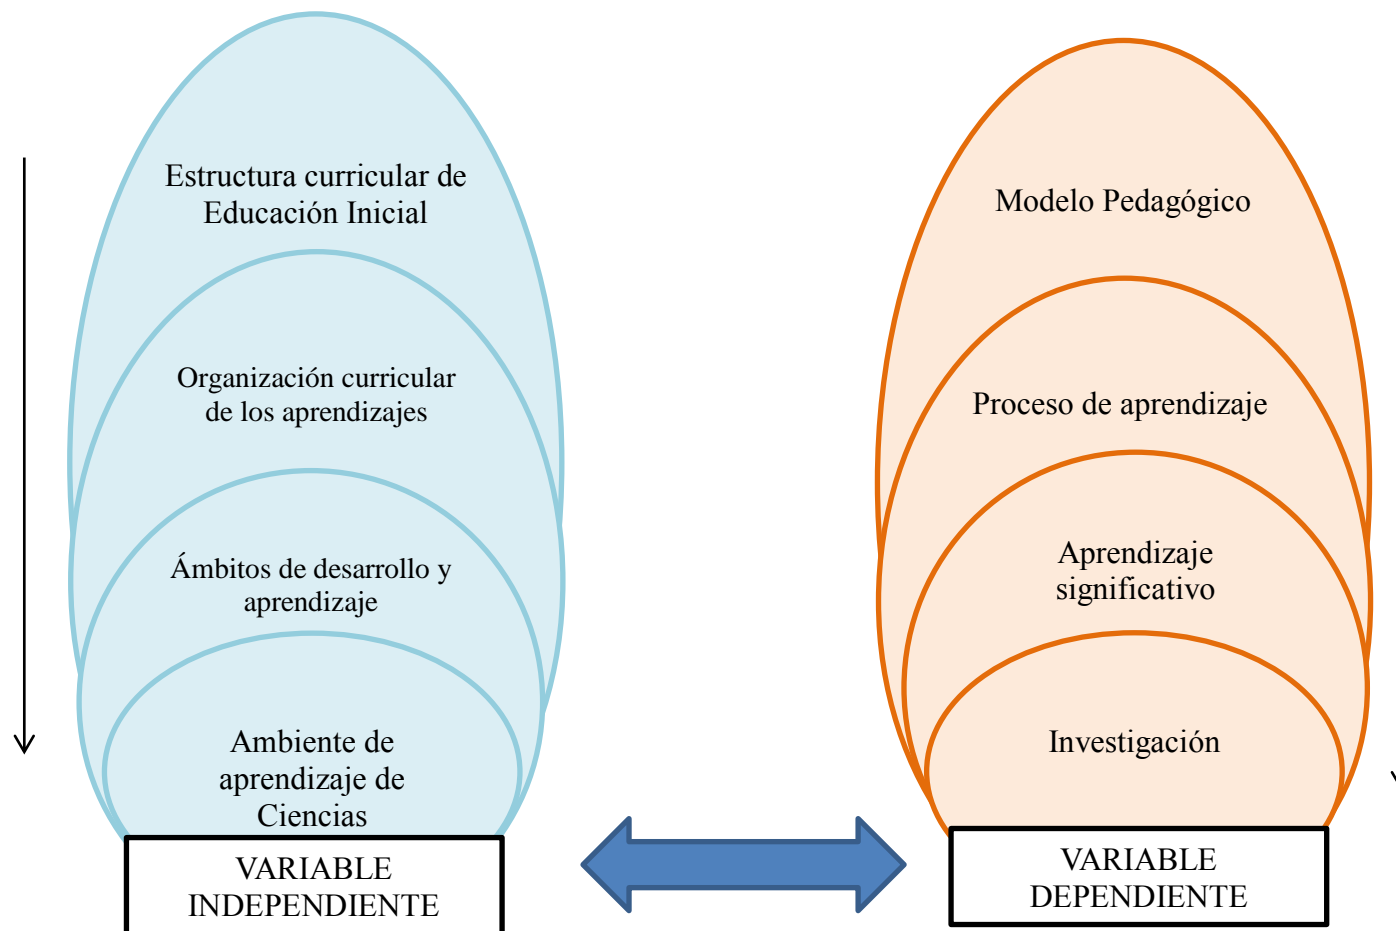 Estructura curricular de
Educación Inicial
Organización curricular
de los aprendizajes
Ámbitos de desarrollo y
aprendizaje
Ambiente de
aprendizaje de
Ciencias
VARIABLE
INDEPENDIENTE
Modelo Pedagógico
Proceso de aprendizaje
Aprendizaje
significativo
Investigación
VARIABLE
DEPENDIENTE